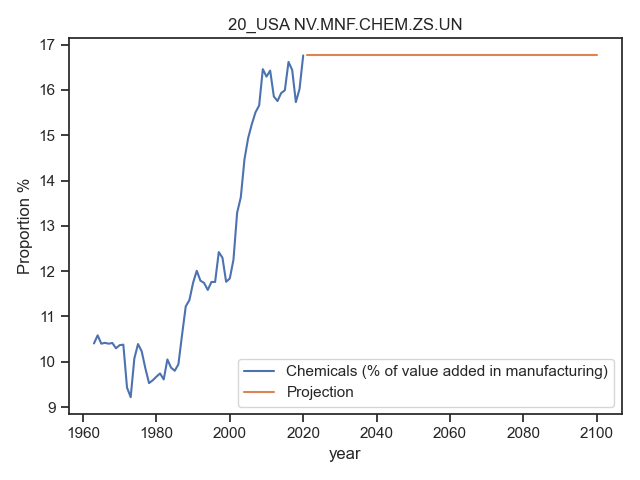 20_USA NV.MNF.CHEM.ZS.UN
17
16
15
14
13
12
11
10
9
Proportion %
Chemicals (% of value added in manufacturing)
Projection
1960 1980 2000 2020 2040 2060 2080 2100
year